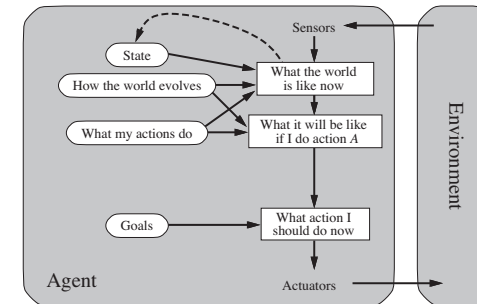 Sensors
State
What the world
is like now
How the world evolves
What it will be like
if I do action A
What my actions do
Environment
Goals
What action I
should do now
Agent
Actuators